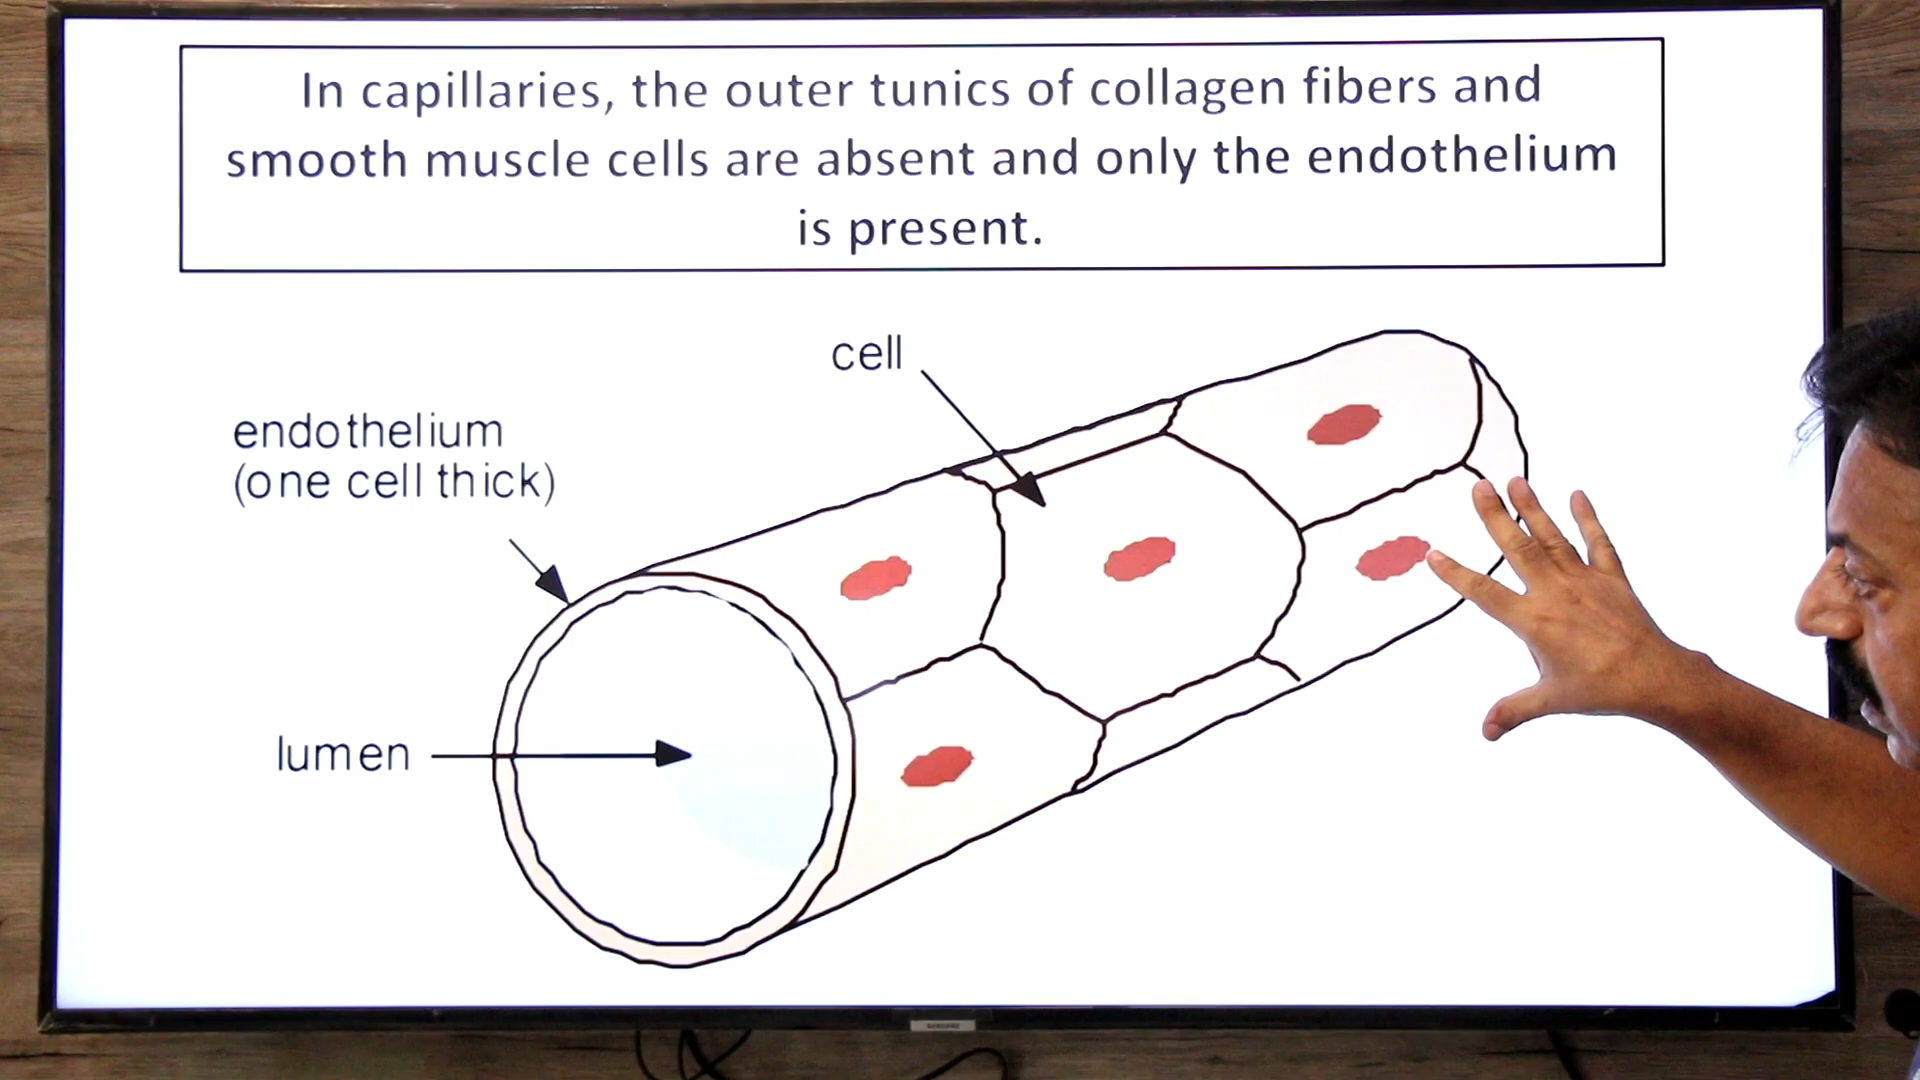 In capillaries, the outer tunics of collagen fibers and
smooth muscle cells are absent and only the endothelium
is present.
cell
endothelium
(one cell thick)
lumen
SAMSUNG